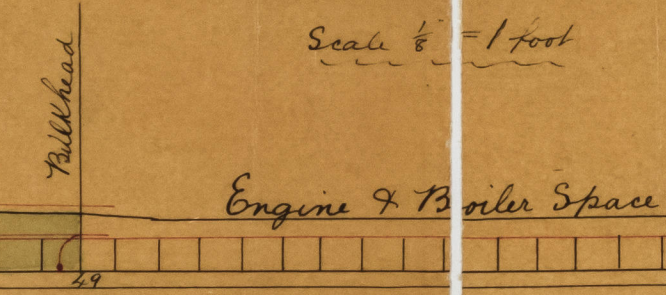 Scale 1/8 = 1 foot
Bulkhead
Engine & Boiler Space
49